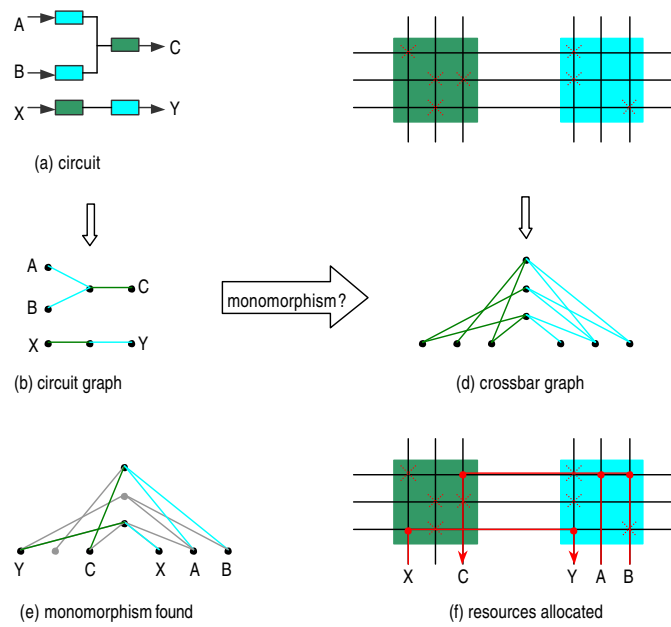 A
C
B
X
Y
(a) circuit
A
C
B
X
Y
(b) circuit graph
monomorphism?
(d) crossbar graph
Y
C
X
A
B
(e) monomorphism found
X
C
Y
A
B
(f) resources allocated